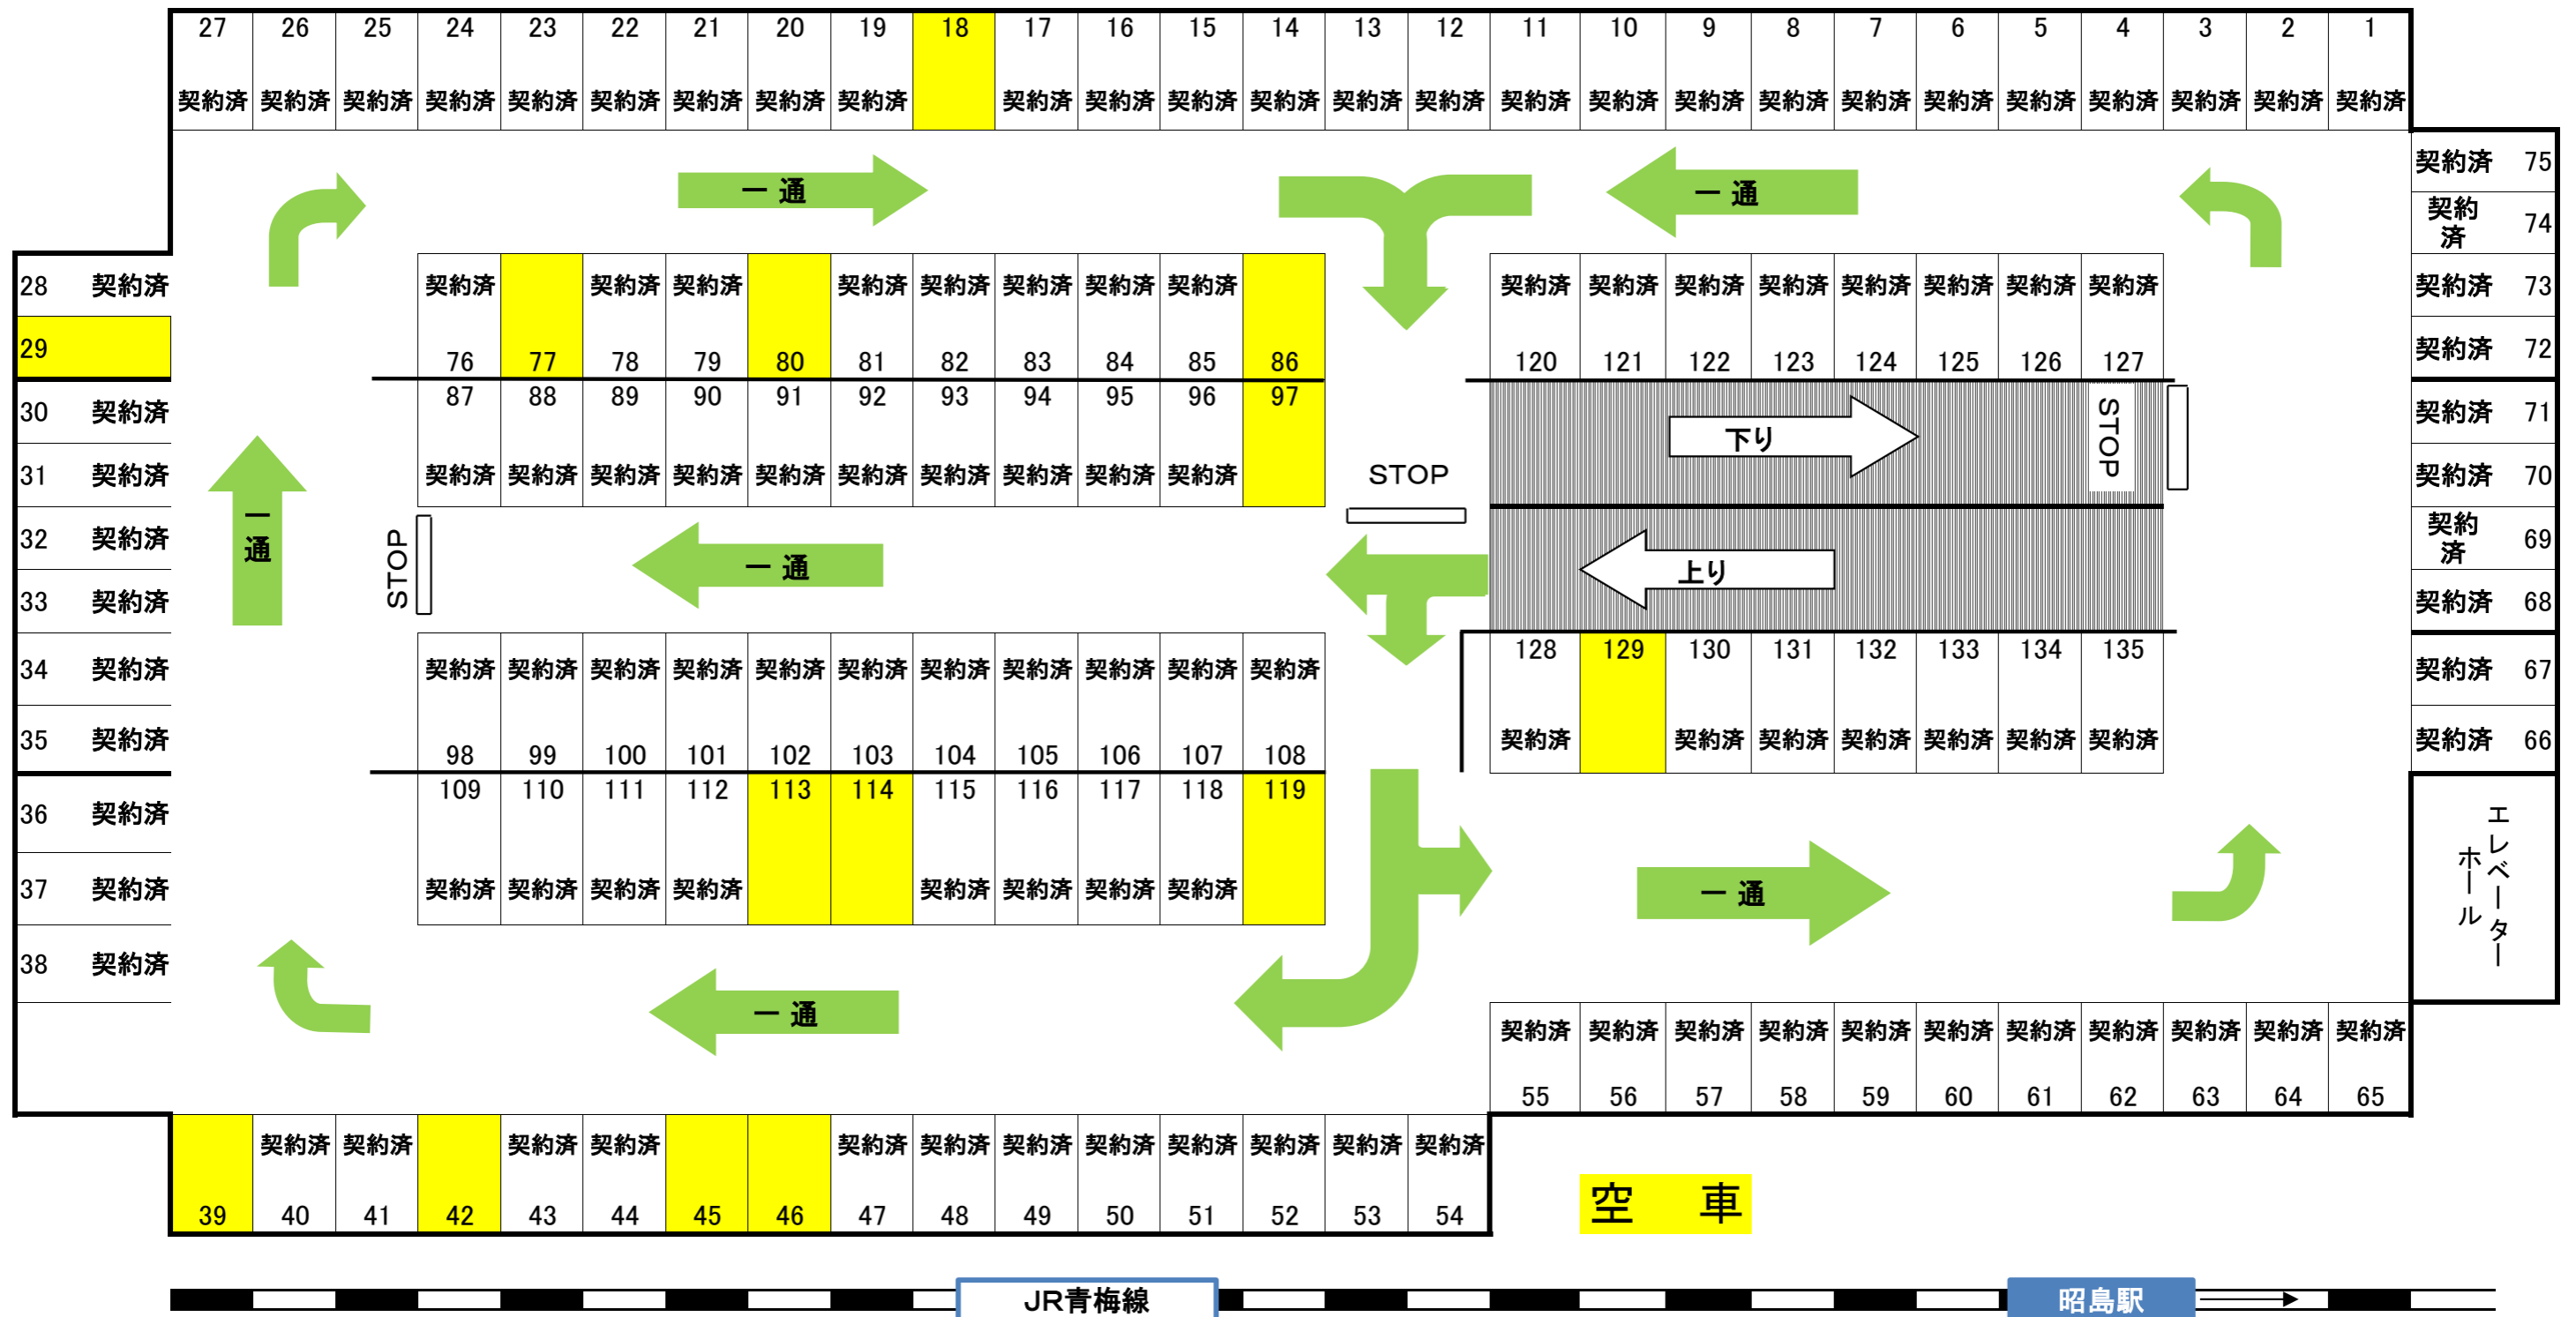 27 26 25 24 23 22 21 20 19 18 17 16 15 14 13 12 11 10 9 8 7 6 5 4 3 2 1
契約済 契約済 契約済 契約済 契約済 契約済 契約済 契約済 契約済 契約済 契約済 契約済 契約済 契約済 契約済 契約済 契約済 契約済 契約済 契約済 契約済 契約済 契約済 契約済 契約済 契約済
契約済 75
一 通
一 通
契約
済 74
28 契約済
契約済 契約済 契約済 契約済 契約済 契約済 契約済 契約済
契約済 契約済 契約済 契約済 契約済 契約済 契約済 契約済
契約済 73
29
76 77 78 79 80 81 82 83 84 85 86
120 121 122 123 124 125 126 127
契約済 72
87 88 89 90 91 92 93 94 95 96 97
30 契約済
契約済 71
下り
STOP
31 契約済
契約済 契約済 契約済 契約済 契約済 契約済 契約済 契約済 契約済 契約済
STOP
契約済 70
一通
32 契約済
契約
済 69
STOP
一 通
上り
33 契約済
契約済 68
34 契約済
契約済 契約済 契約済 契約済 契約済 契約済 契約済 契約済 契約済 契約済 契約済
128 129 130 131 132 133 134 135
契約済 67
35 契約済
98 99 100 101 102 103 104 105 106 107 108
契約済 契約済 契約済 契約済 契約済 契約済 契約済
契約済 66
109 110 111 112 113 114 115 116 117 118 119
36 契約済
37 契約済
契約済 契約済 契約済 契約済 契約済 契約済 契約済 契約済
一 通
エレベーター
ホール
38 契約済
一 通
契約済 契約済 契約済 契約済 契約済 契約済 契約済 契約済 契約済 契約済 契約済
55 56 57 58 59 60 61 62 63 64 65
契約済 契約済 契約済 契約済 契約済 契約済 契約済 契約済 契約済 契約済 契約済 契約済
39 40 41 42 43 44 45 46 47 48 49 50 51 52 53 54
空 車
JR青梅線
昭島駅